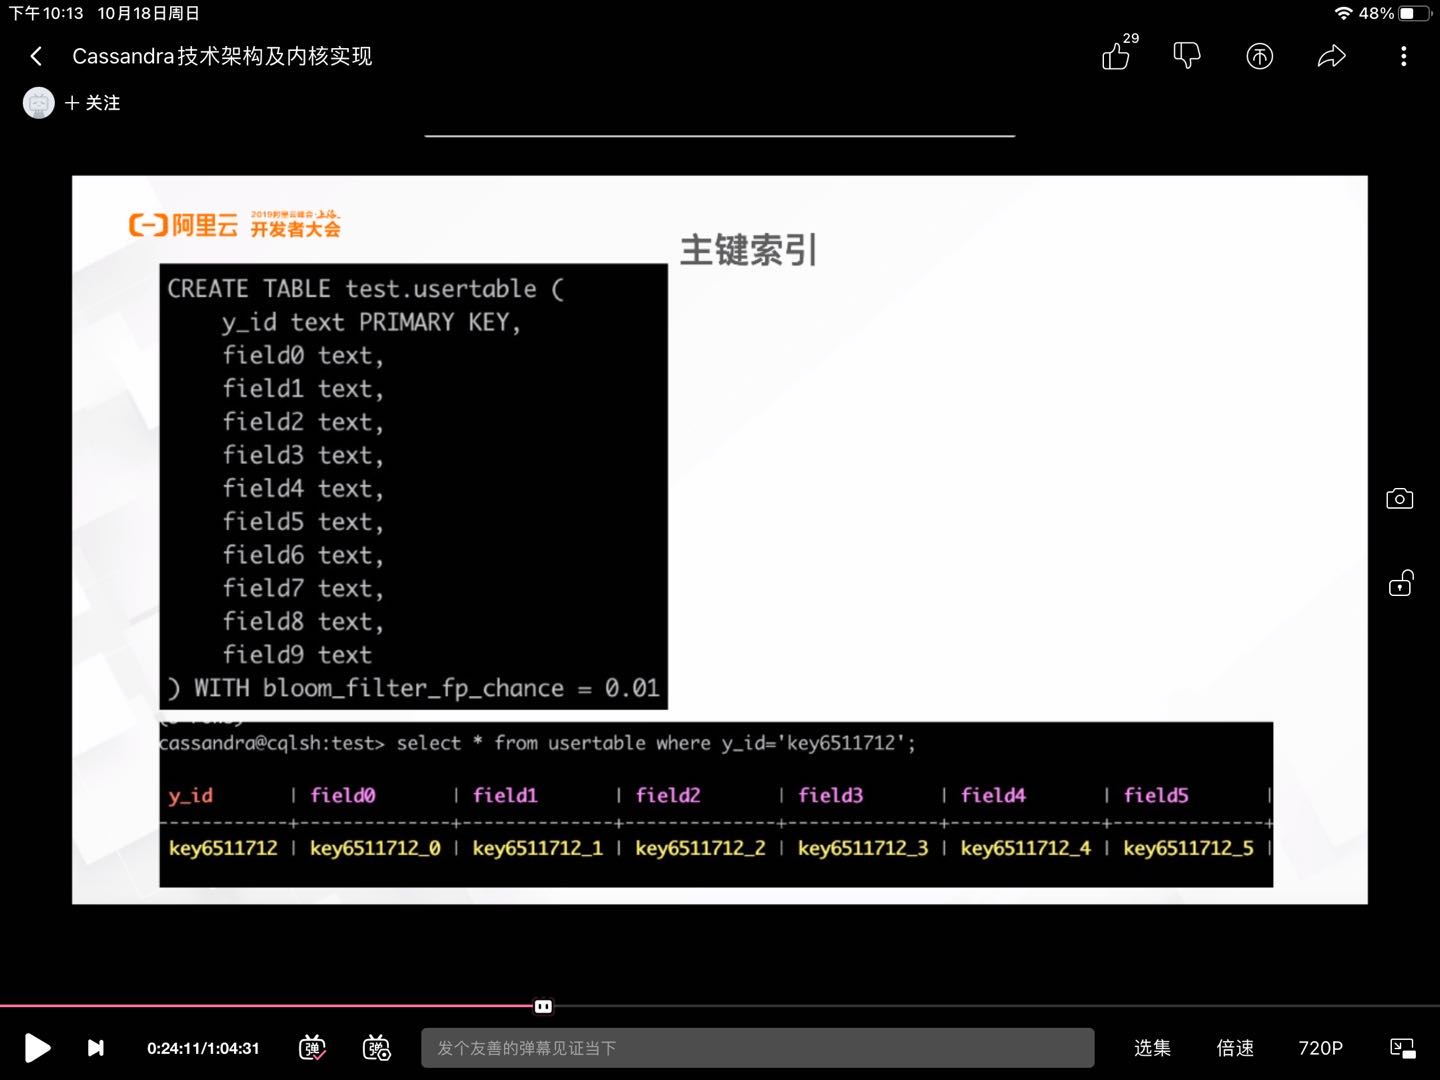 下午10:13 10月18日周日
48%
Cassandra技术架构及内核实现
29
+ 关注
阿里云 2019阿里云峰会·上海
开发者大会
主键索引
CREATE TABLE test.usertable (
y_id text PRIMARY KEY,
field0 text,
field1 text,
field2 text,
field3 text,
field4 text,
field5 text,
field6 text,
field7 text,
field8 text,
field9 text
) WITH bloom_filter_fp_chance = 0.01
cassandra@cqlsh:test> select * from usertable where y_id='key6511712';
y_id | field0 | field1 | field2 | field3 | field4 | field5 |
key6511712 | key6511712_0 | key6511712_1 | key6511712_2 | key6511712_3 | key6511712_4 | key6511712_5 |
0:24:11/1:04:31 弹 弹 发个友善的弹幕见证当下 选集 倍速 720P